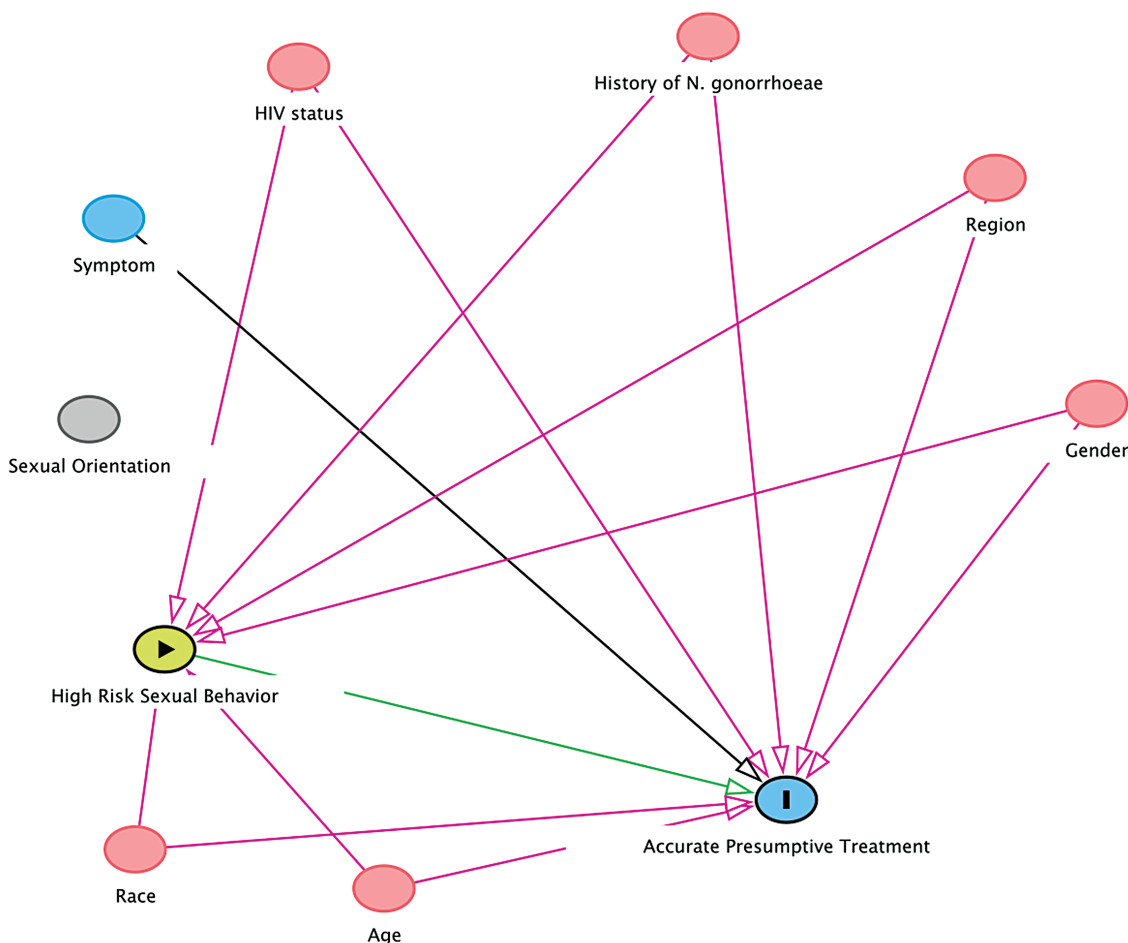 History of N. gonorrhoeae
HIV status
Region
Symptom
Gender
Sexual Orientation
High Risk Sexual Behavior
Accurate Presumptive Treatment
Race
Age